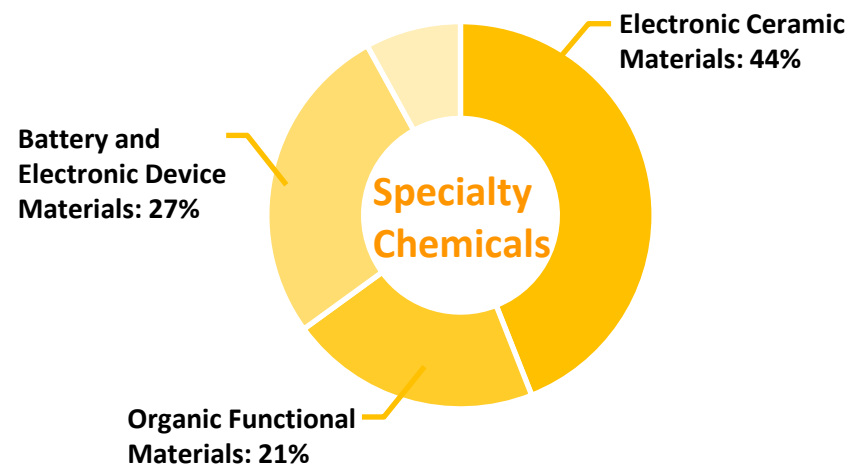 Electronic Ceramic
Materials: 44%
Battery and
Electronic Device
Materials: 27%
Specialty
Chemicals
Organic Functional
Materials: 21%